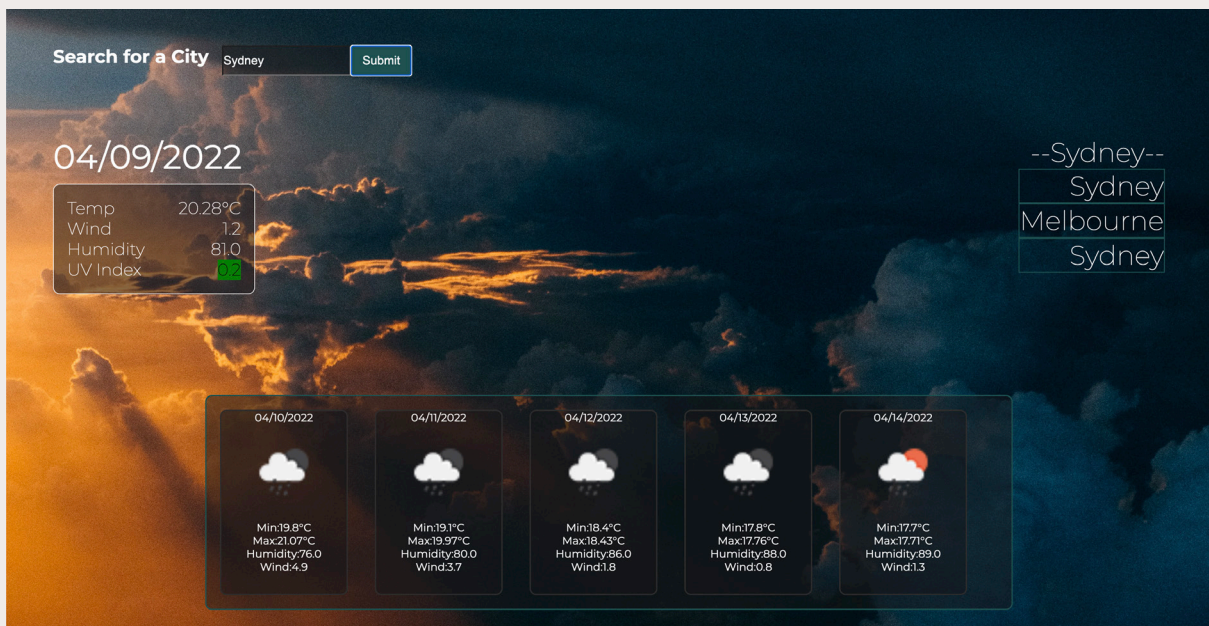 Search for a City Sydney Submit
04/09/2022
Temp 20.28°C
Wind 1.2
Humidity 81.0
UV Index 0.2
--Sydney--
Sydney
Melbourne
Sydney
04/10/2022
Min:19.8°C
Max:21.07°C
Humidity:76.0
Wind:4.9
04/11/2022
Min:19.1°C
Max:19.97°C
Humidity:80.0
Wind:3.7
04/12/2022
Min:18.4°C
Max:18.43°C
Humidity:86.0
Wind:1.8
04/13/2022
Min:17.8°C
Max:17.76°C
Humidity:88.0
Wind:0.8
04/14/2022
Min:17.7°C
Max:17.71°C
Humidity:89.0
Wind:1.3